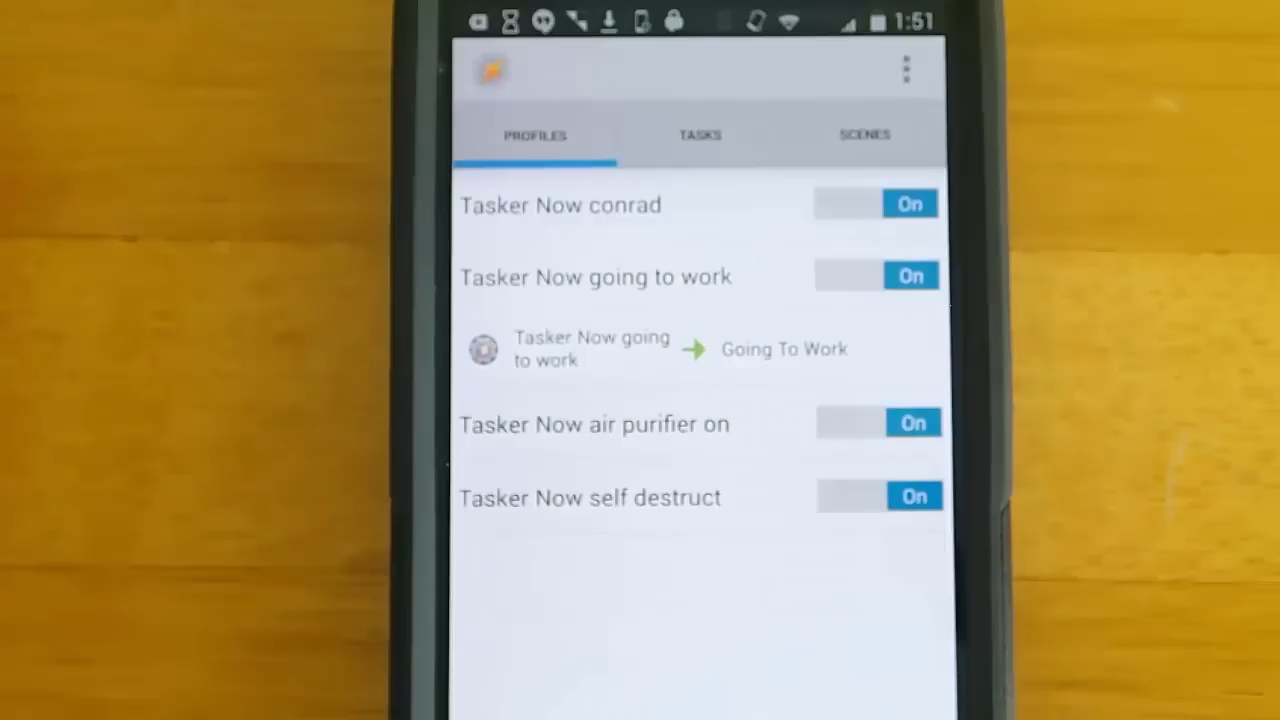 1:51
PROFILES TASKS SCENES
Tasker Now conrad On
Tasker Now going to work On
Tasker Now going
to work
Going To Work
Tasker Now air purifier on On
Tasker Now self destruct On